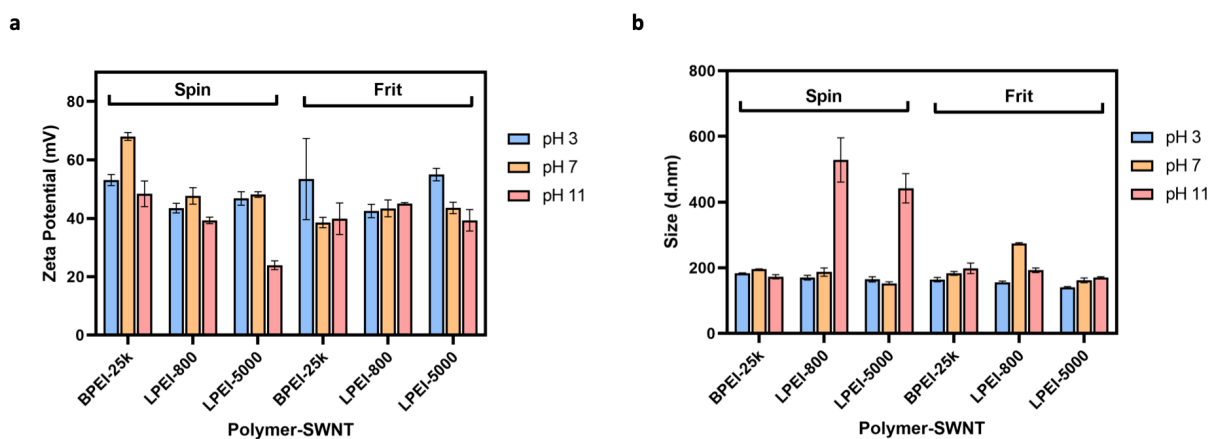 a
Zeta Potential (mV)
80
60
40
20
0
Spin
Frit
BPEI-25k
LPEI-800
LPEI-5000
BPEI-25k
LPEI-800
LPEI-5000
Polymer-SWNT
pH 3
pH 7
pH 11
b
Size (d.nm)
800
600
400
200
0
Spin
Frit
BPEI-25k
LPEI-800
LPEI-5000
BPEI-25k
LPEI-800
LPEI-5000
Polymer-SWNT
pH 3
pH 7
pH 11